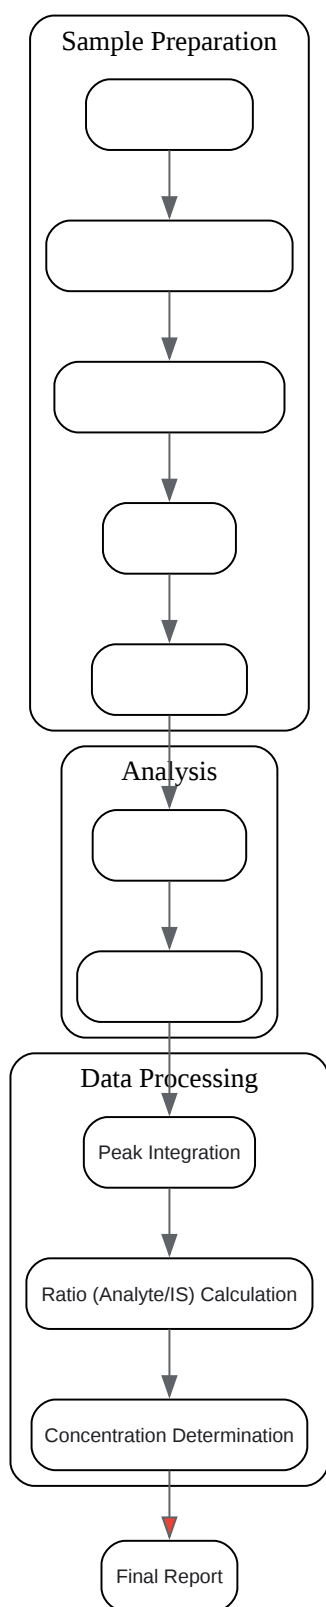 Sample Preparation
Analysis
Data Processing
Peak Integration
Ratio (Analyte/IS) Calculation
Concentration Determination
Final Report